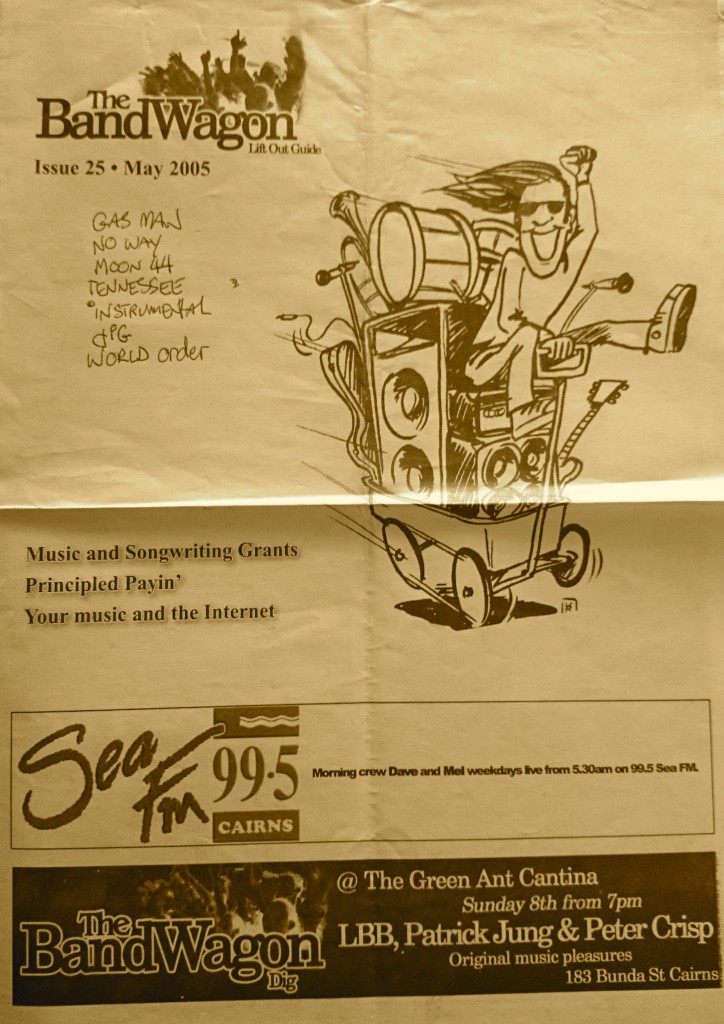 The
BandWagon
Lift Out Guide
Issue 25 • May 2005
GAS MAN
NO WAY
MOON 44
TENNESSEE 3
•INSTRUMENTAL
JPG
WORLD order
Music and Songwriting Grants
Principled Payin'
Your music and the Internet
Sea
FM
99.5
CAIRNS
Morning crew Dave and Mel weekdays live from 5.30am on 99.5 Sea FM.
The
BandWagon
Dig
@ The Green Ant Cantina
Sunday 8th from 7pm
LBB, Patrick Jung & Peter Crisp
Original music pleasures
183 Bunda St Cairns